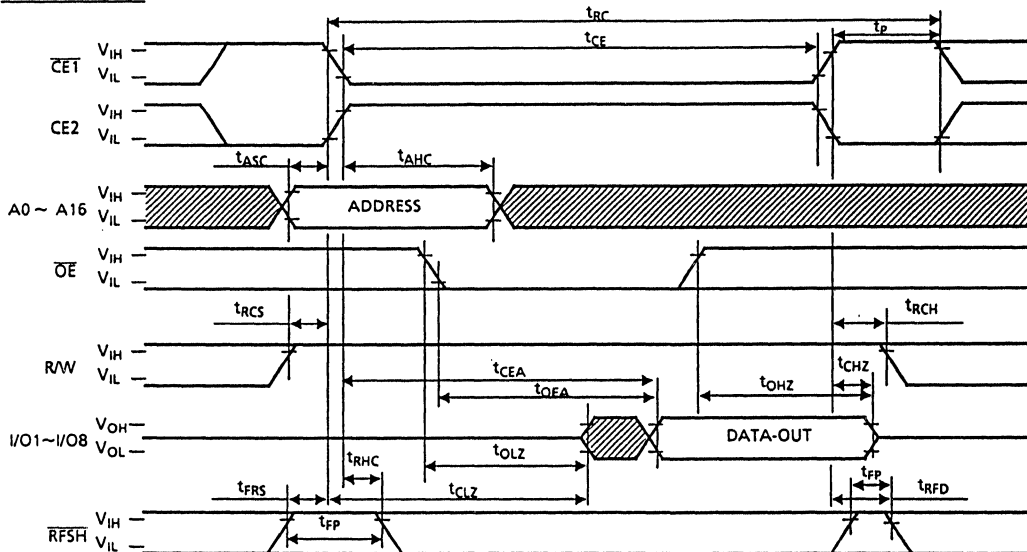 tRC
tCE
tP
CE1
VIH
VIL
CE2
VIH
VIL
tASC
tAHC
A0 ~ A16
VIH
VIL
ADDRESS
OE
VIH
VIL
tRCS
tRCH
R/W
VIH
VIL
tCEA
tCHZ
tOEA
tOHZ
I/O1~I/O8
VOH
VOL
DATA-OUT
tOLZ
tRHC
tFRS
tCLZ
tFP
tRFD
tFP
RFSH
VIH
VIL